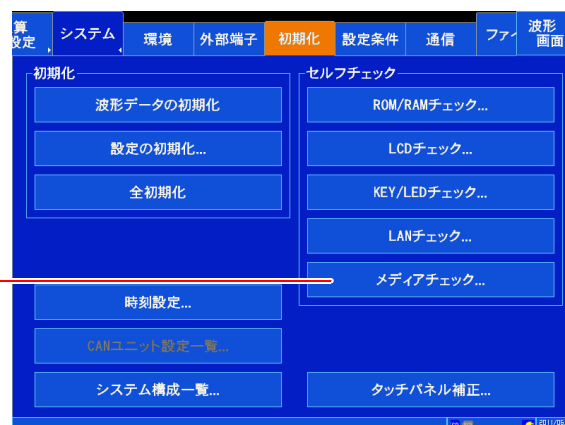 算
設定
システム
環境
外部端子
初期化
設定条件
通信
ファイ
波形
画面
初期化
波形データの初期化
設定の初期化...
全初期化
時刻設定...
CANユニット設定一覧...
システム構成一覧...
セルフチェック
ROM/RAMチェック...
LCDチェック...
KEY/LEDチェック...
LANチェック...
メディアチェック...
タッチパネル補正...